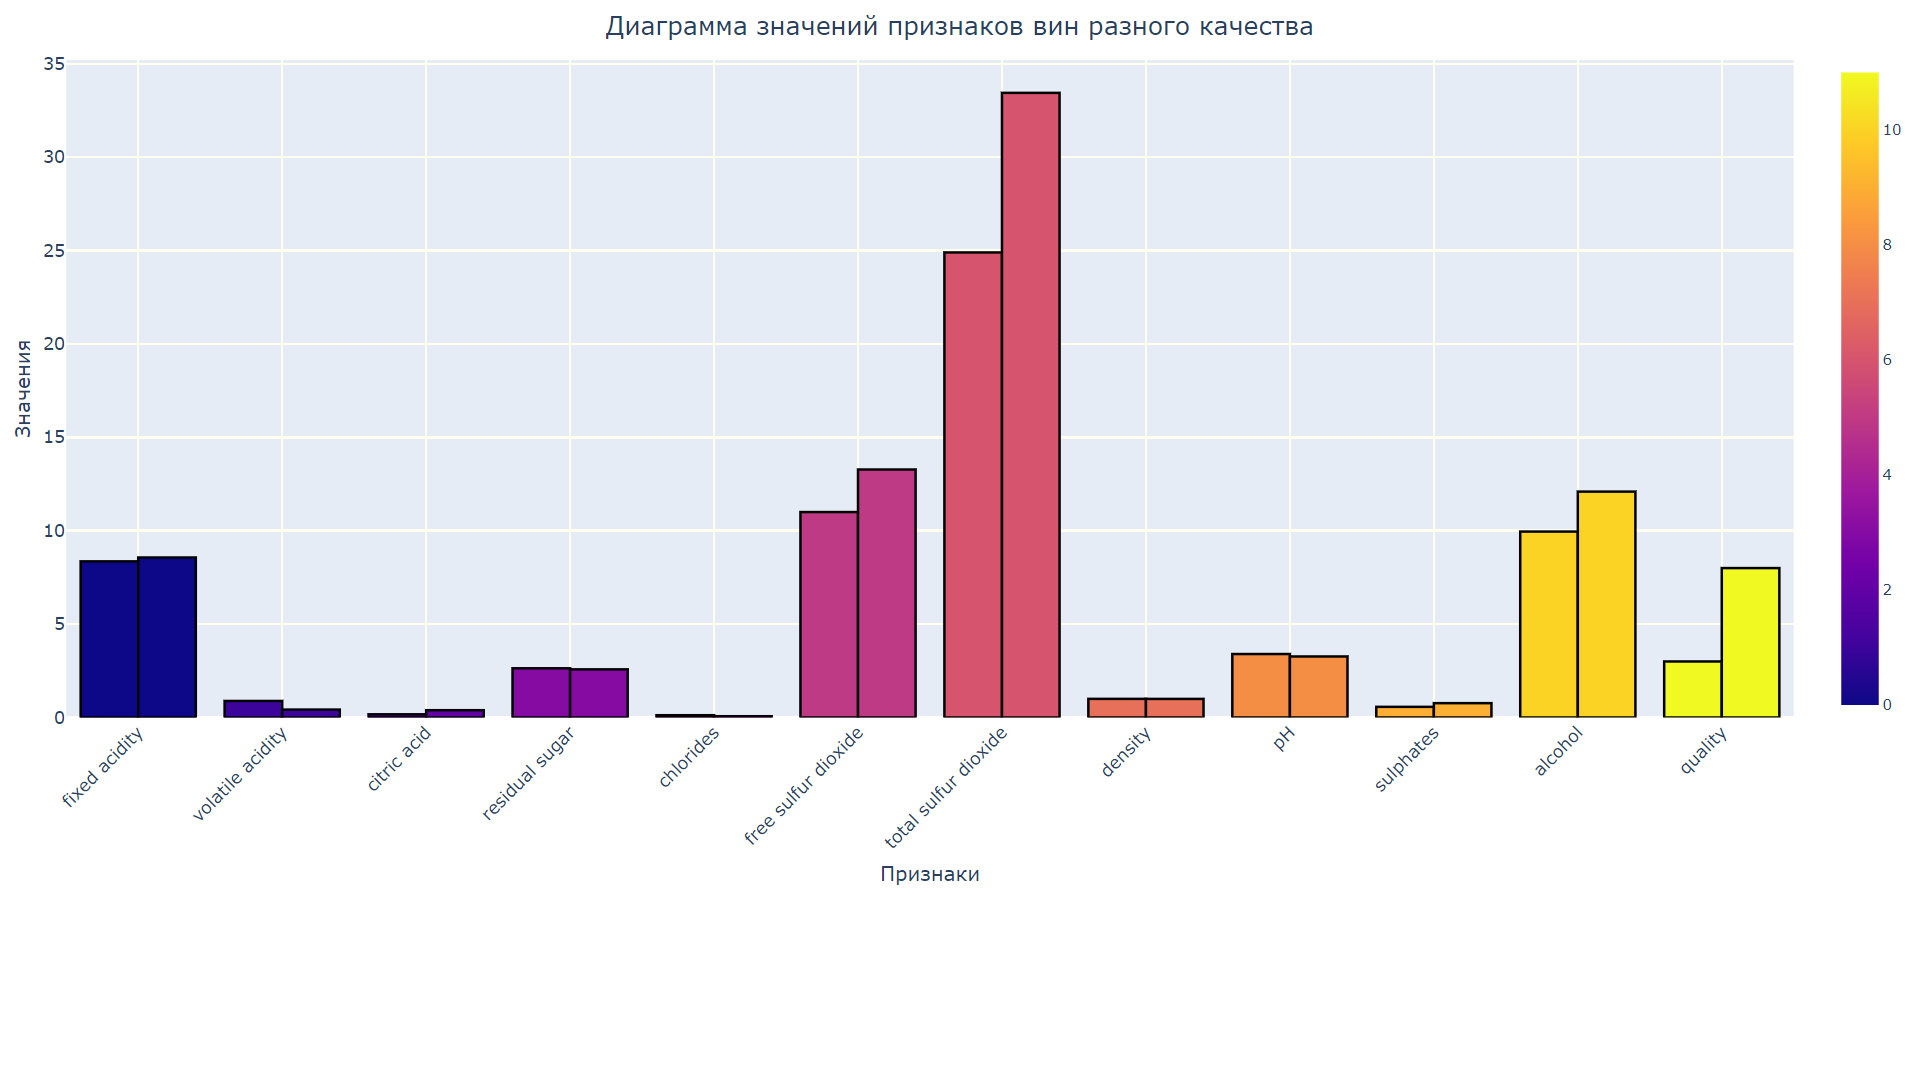 Диаграмма значений признаков вин разного качества
Значения
35
30
25
20
15
10
5
0
fixed acidity
volatile acidity
citric acid
residual sugar
chlorides
free sulfur dioxide
total sulfur dioxide
density
pH
sulphates
alcohol
quality
Признаки
10
8
6
4
2
0